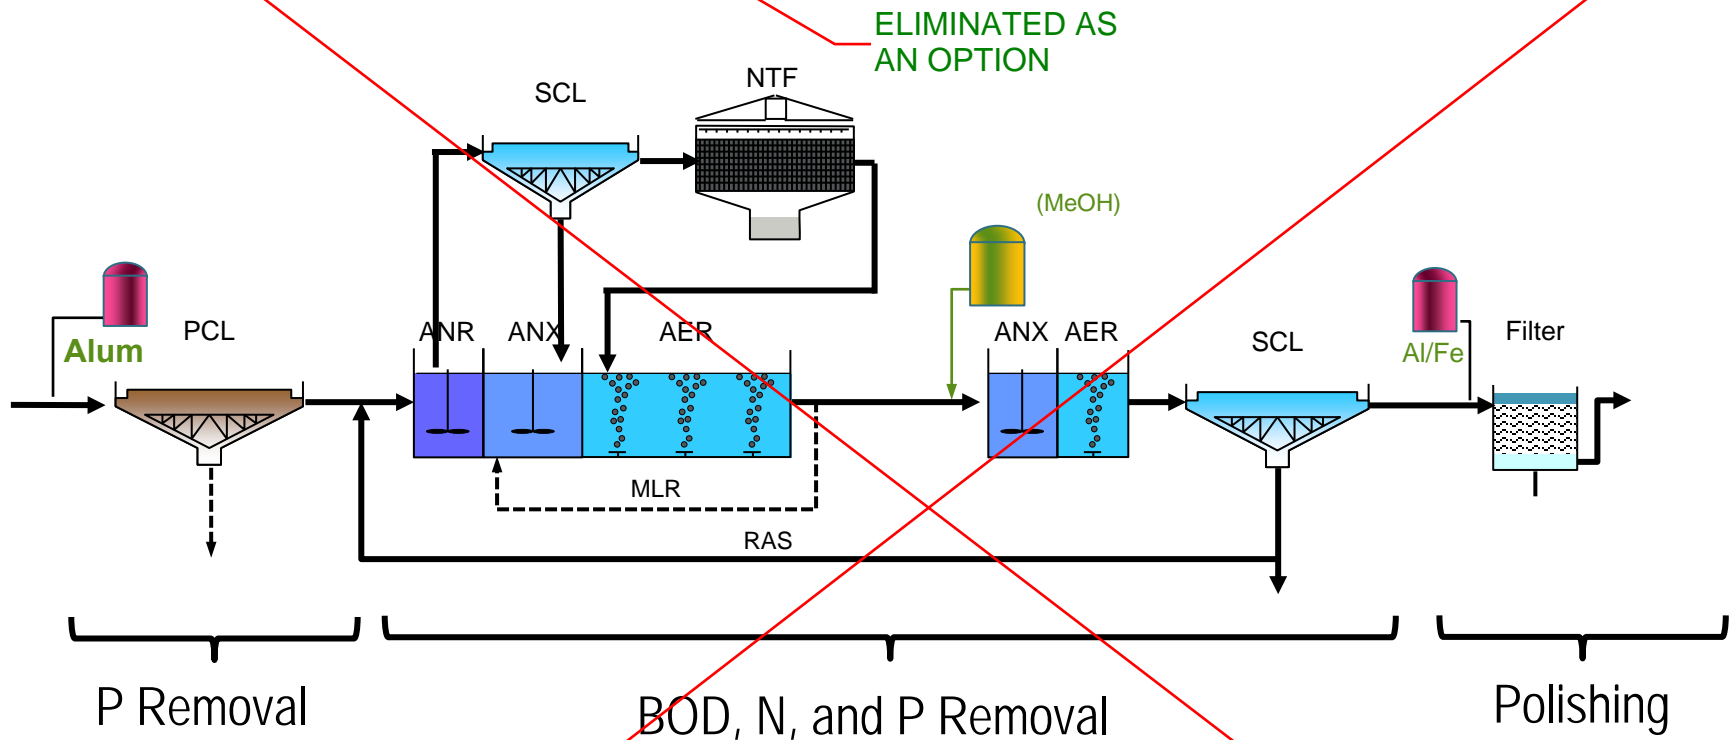 ELIMINATED AS
AN OPTION
NTF
SCL
(MeOH)
Alum
PCL
ANR
ANX
AER
ANX
AER
SCL
Al/Fe
Filter
MLR
RAS
P Removal
BOD, N, and P Removal
Polishing